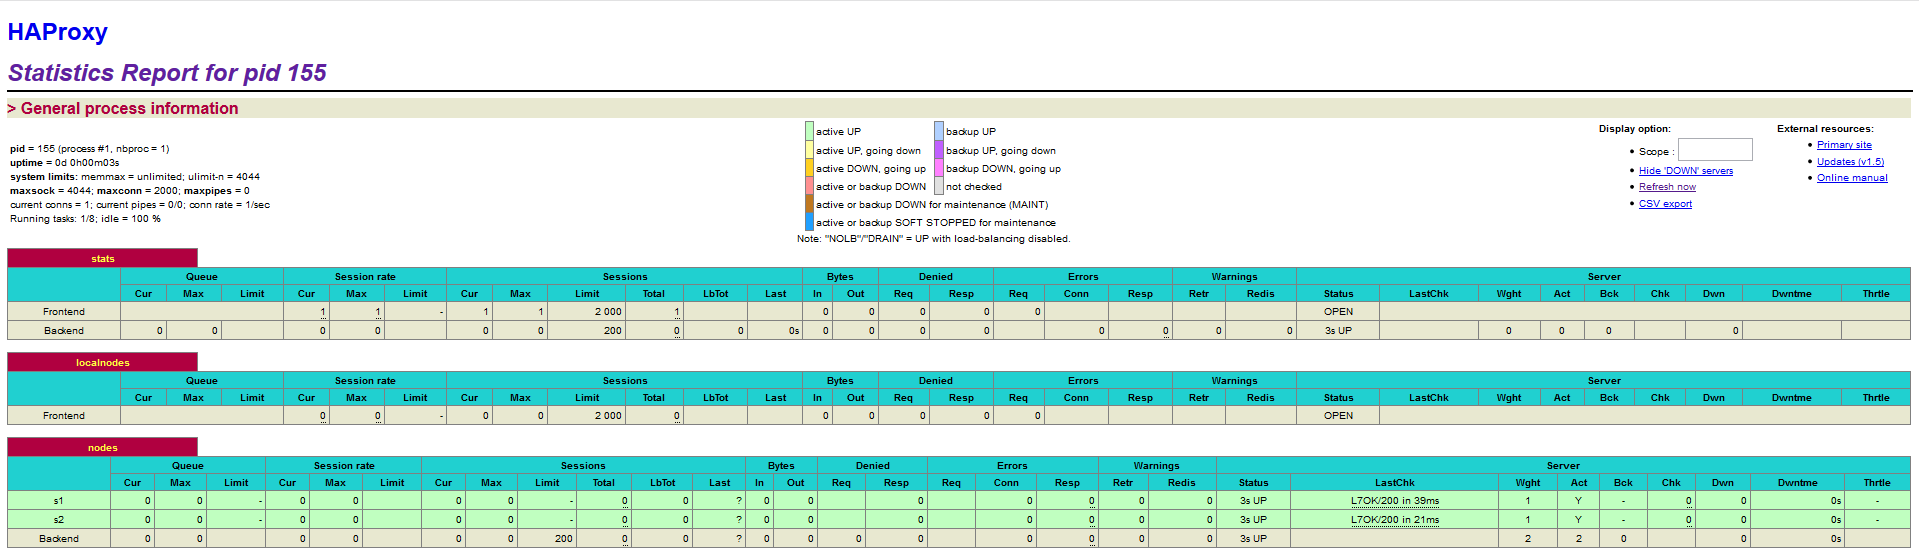 HAProxy
Statistics Report for pid 155
> General process information
pid = 155 (process #1, nbproc = 1)
uptime = 0d 0h00m03s
system limits: memmax = unlimited; ulimit-n = 4044
maxsock = 4044; maxconn = 2000; maxpipes = 0
current conns = 1; current pipes = 0/0; conn rate = 1/sec
Running tasks: 1/8; idle = 100 %
active UP backup UP
active UP, going down backup UP, going down
active DOWN, going up backup DOWN, going up
active or backup DOWN not checked
active or backup DOWN for maintenance (MAINT)
active or backup SOFT STOPPED for maintenance
Note: "NOLB"/"DRAIN" = UP with load-balancing disabled.
Display option:
• Scope :
• Hide 'DOWN' servers
• Refresh now
• CSV export
External resources:
• Primary site
• Updates (v1.5)
• Online manual
stats
Queue Session rate Sessions Bytes Denied Errors Warnings Server
Cur Max Limit Cur Max Limit Cur Max Limit Total LbTot Last In Out Req Resp Req Conn Resp Retr Redis Status LastChk Wght Act Bck Chk Dwn Dwntme Thrtle
Frontend 1 1 - 1 1 2 000 1 0 0 0 0 0 OPEN
Backend 0 0 0 0 0 0 200 0 0 0s 0 0 0 0 0 0 0 0 3s UP 0 0 0 0
localnodes
Queue Session rate Sessions Bytes Denied Errors Warnings Server
Cur Max Limit Cur Max Limit Cur Max Limit Total LbTot Last In Out Req Resp Req Conn Resp Retr Redis Status LastChk Wght Act Bck Chk Dwn Dwntme Thrtle
Frontend 0 0 - 0 0 2 000 0 0 0 0 0 0 OPEN
nodes
Queue Session rate Sessions Bytes Denied Errors Warnings Server
Cur Max Limit Cur Max Limit Cur Max Limit Total LbTot Last In Out Req Resp Req Conn Resp Retr Redis Status LastChk Wght Act Bck Chk Dwn Dwntme Thrtle
s1 0 0 - 0 0 0 0 - 0 0 ? 0 0 0 0 0 0 0 3s UP L7OK/200 in 39ms 1 Y - 0 0 0s -
s2 0 0 - 0 0 0 0 - 0 0 ? 0 0 0 0 0 0 0 3s UP L7OK/200 in 21ms 1 Y - 0 0 0s -
Backend 0 0 0 0 0 0 200 0 0 ? 0 0 0 0 0 0 0 0 3s UP 2 2 0 0 0s